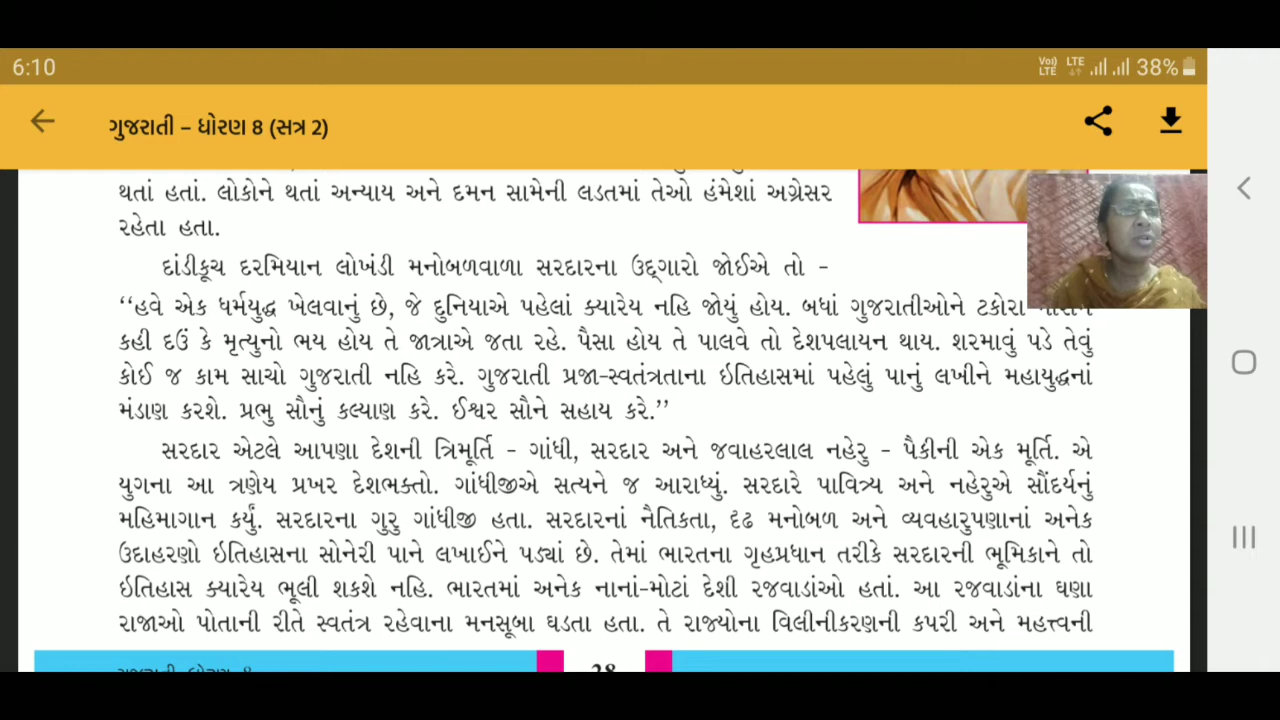 6:10
Vo) LTE LTE 38%
ગુજરાતી – ધોરણ 8 (સત્ર 2)
થતાં હતાં. લોકોને થતાં અન્યાય અને દમન સામેની લડતમાં તેઓ હંમેશાં અગ્રેસર
રહેતા હતા.
દાંડીકૂચ દરમિયાન લોખંડી મનોબળવાળા સરદારના ઉદ્ગારો જોઈએ તો -
‘‘હવે એક ધર્મયુદ્ધ ખેલવાનું છે, જે દુનિયાએ પહેલાં ક્યારેય નહિ જોયું હોય. બધાં ગુજરાતીઓને ટકોરા
કહી દઉં કે મૃત્યુનો ભય હોય તે જાત્રાએ જતા રહે. પૈસા હોય તે પાલવે તો દેશપલાયન થાય. શરમાવું પડે તેવું
કોઈ જ કામ સાચો ગુજરાતી નહિ કરે. ગુજરાતી પ્રજા-સ્વતંત્રતાના ઇતિહાસમાં પહેલું પાનું લખીને મહાયુદ્ધનાં
મંડાણ કરશે. પ્રભુ સૌનું કલ્યાણ કરે. ઈશ્વર સૌને સહાય કરે.’’
સરદાર એટલે આપણા દેશની ત્રિમૂર્તિ - ગાંધી, સરદાર અને જવાહરલાલ નહેરુ - પૈકીની એક મૂર્તિ. એ
યુગના આ ત્રણેય પ્રખર દેશભક્તો. ગાંધીજીએ સત્યને જ આરાધ્યું. સરદારે પાવિત્ર્ય અને નહેરુએ સૌંદર્યનું
મહિમાગાન કર્યું. સરદારના ગુરુ ગાંધીજી હતા. સરદારનાં નૈતિકતા, દૃઢ મનોબળ અને વ્યવહારુપણાનાં અનેક
ઉદાહરણો ઇતિહાસના સોનેરી પાને લખાઈને પડ્યાં છે. તેમાં ભારતના ગૃહપ્રધાન તરીકે સરદારની ભૂમિકાને તો
ઇતિહાસ ક્યારેય ભૂલી શકશે નહિ. ભારતમાં અનેક નાનાં-મોટાં દેશી રજવાડાંઓ હતાં. આ રજવાડાંના ઘણા
રાજાઓ પોતાની રીતે સ્વતંત્ર રહેવાના મનસૂબા ઘડતા હતા. તે રાજ્યોના વિલીનીકરણની કપરી અને મહત્ત્વની
28